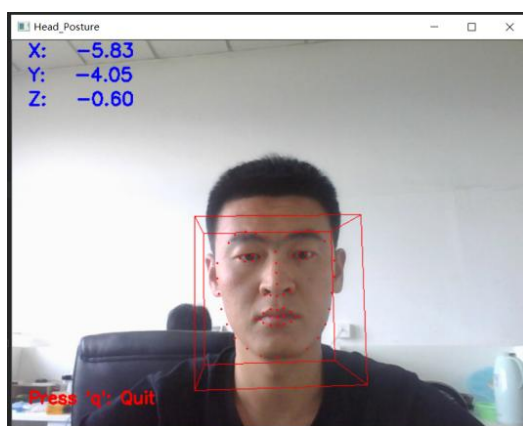 Head_Posture
X: -5.83
Y: -4.05
Z: -0.60
Press 'q': Quit